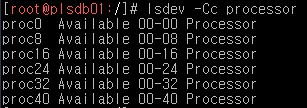 [root@plsdb01:/]# lsdev -Cc processor
proc0  Available 00-00 Processor
proc8  Available 00-08 Processor
proc16 Available 00-16 Processor
proc24 Available 00-24 Processor
proc32 Available 00-32 Processor
proc40 Available 00-40 Processor